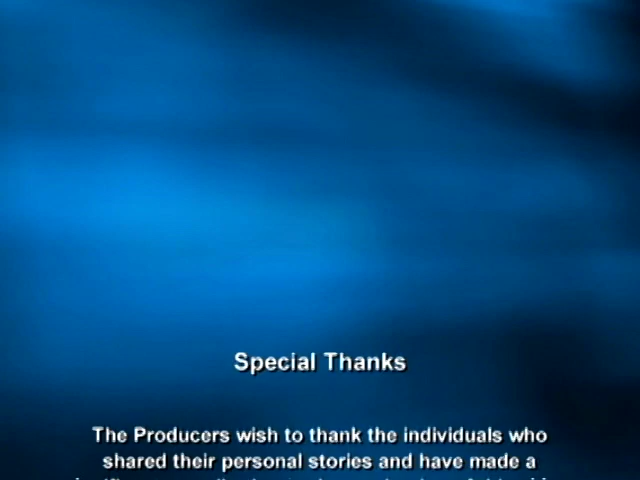 Special Thanks
The Producers wish to thank the individuals who
shared their personal stories and have made a